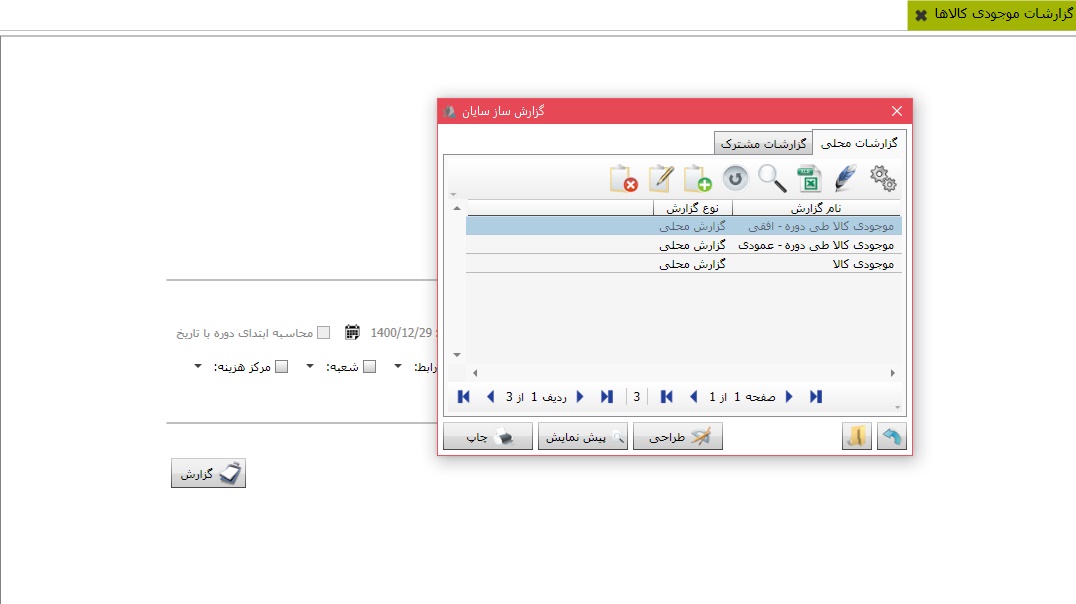 گزارشات موجودی کالاها
گزارش ساز سایان
گزارشات محلی
گزارشات مشترک
نام گزارش نوع گزارش
موجودی کالا طی دوره - افقی گزارش محلی
موجودی کالا طی دوره - عمودی گزارش محلی
موجودی کالا گزارش محلی
صفحه 1 از 1 3 ردیف 1 از 3
طراحی پیش نمایش چاپ
1400/12/29 محاسبه ابتدای دوره با تاریخ
شعبه: مرکز هزینه:
گزارش